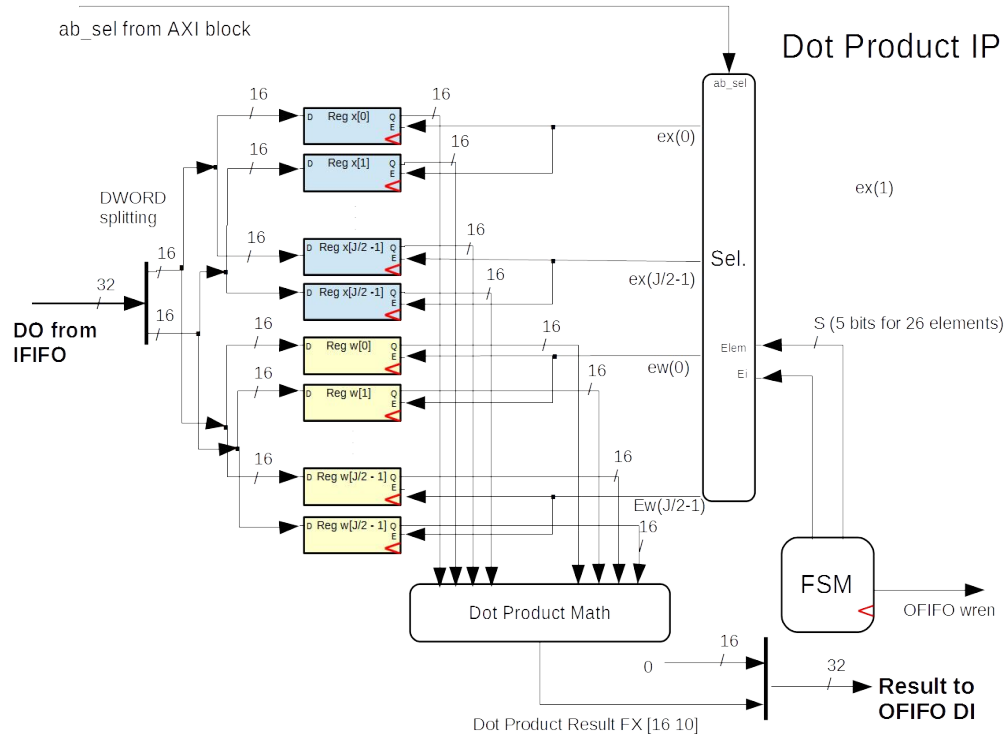 ab_sel from AXI block
Dot Product IP
ab_sel
16
16
D Reg x[0] Q
E
ex(0)
16
16
D Reg x[1] Q
E
ex(1)
DWORD
splitting
16
16
D Reg x[J/2 -1] Q
E
Sel.
ex(J/2-1)
16
32
16
16
D Reg x[J/2 -1] Q
E
DO from
IFIFO
16
16
D Reg w[0] Q
E
S (5 bits for 26 elements)
Elem
ew(0)
Ei
16
16
D Reg w[1] Q
E
16
16
D Reg w[J/2 - 1] Q
E
Ew(J/2-1)
16
D Reg w[J/2 - 1] Q
E
FSM
OFIFO wren
Dot Product Math
0
16
32
Result to
OFIFO DI
Dot Product Result FX [16 10]